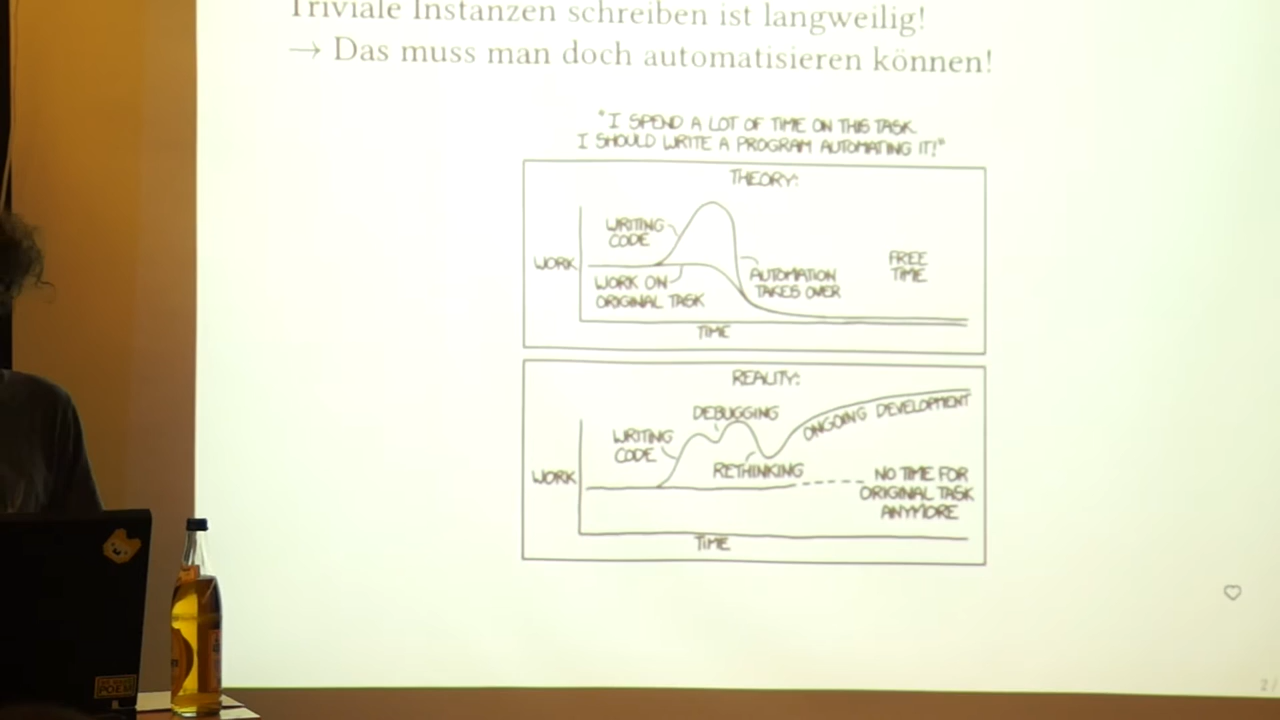 Triviale Instanzen schreiben ist langweilig!
→ Das muss man doch automatisieren können!
"I SPEND A LOT OF TIME ON THIS TASK.
I SHOULD WRITE A PROGRAM AUTOMATING IT!"
THEORY:
WRITING
CODE
WORK
WORK ON
ORIGINAL TASK
AUTOMATION
TAKES OVER
FREE
TIME
TIME
REALITY:
WRITING
CODE
DEBUGGING
ONGOING DEVELOPMENT
WORK
RETHINKING
NO TIME FOR
ORIGINAL TASK
ANYMORE
TIME
2 /